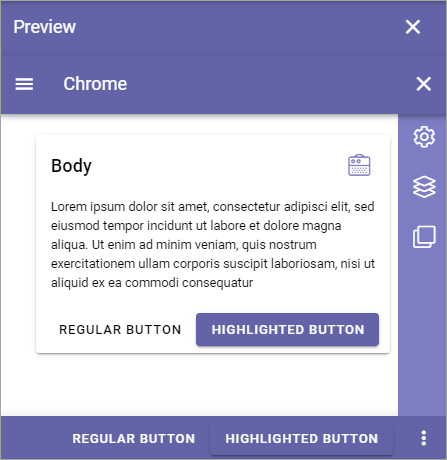 Preview
Chrome
Body
Lorem ipsum dolor sit amet, consectetur adipisci elit, sed
eiusmod tempor incidunt ut labore et dolore magna
aliqua. Ut enim ad minim veniam, quis nostrum
exercitationem ullam corporis suscipit laboriosam, nisi ut
aliquid ex ea commodi consequatur
REGULAR BUTTON HIGHLIGHTED BUTTON
REGULAR BUTTON HIGHLIGHTED BUTTON